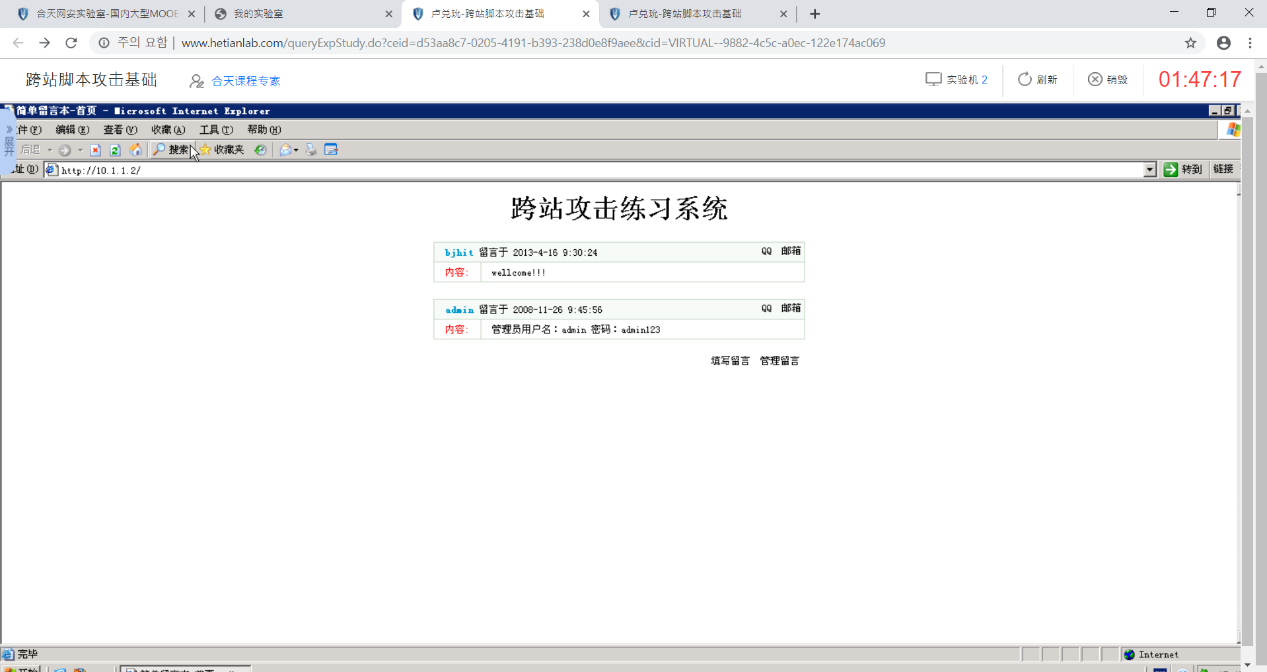 合天网安实验室-国内大型MOOE
我的实验室
卢兑玧-跨站脚本攻击基础
卢兑玧-跨站脚本攻击基础
주의 요함 | www.hetianlab.com/queryExpStudy.do?ceid=d53aa8c7-0205-4191-b393-238d0e8f9aee&cid=VIRTUAL--9882-4c5c-a0ec-122e174ac069
跨站脚本攻击基础 合天课程专家 实验机 2 刷新 销毁 01:47:17
简单留言本-首页 - Microsoft Internet Explorer
件(F) 编辑(E) 查看(V) 收藏(A) 工具(T) 帮助(H)
展开
后退 搜索 收藏夹
址(D) http://10.1.1.2/ 转到 链接
跨站攻击练习系统
bjhit 留言于 2013-4-16 9:30:24 QQ 邮箱
内容: wellcome!!!
admin 留言于 2008-11-26 9:45:56 QQ 邮箱
内容: 管理员用户名：admin 密码：admin123
填写留言 管理留言
完毕 Internet